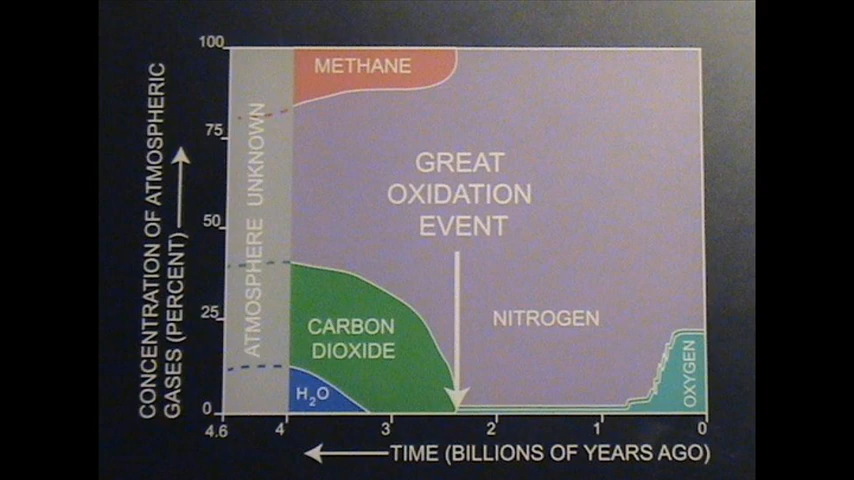 CONCENTRATION OF ATMOSPHERIC
GASES (PERCENT)
100
75
50
25
0
ATMOSPHERE UNKNOWN
METHANE
GREAT
OXIDATION
EVENT
NITROGEN
CARBON
DIOXIDE
H₂O
OXYGEN
4.6
4
3
2
1
0
TIME (BILLIONS OF YEARS AGO)